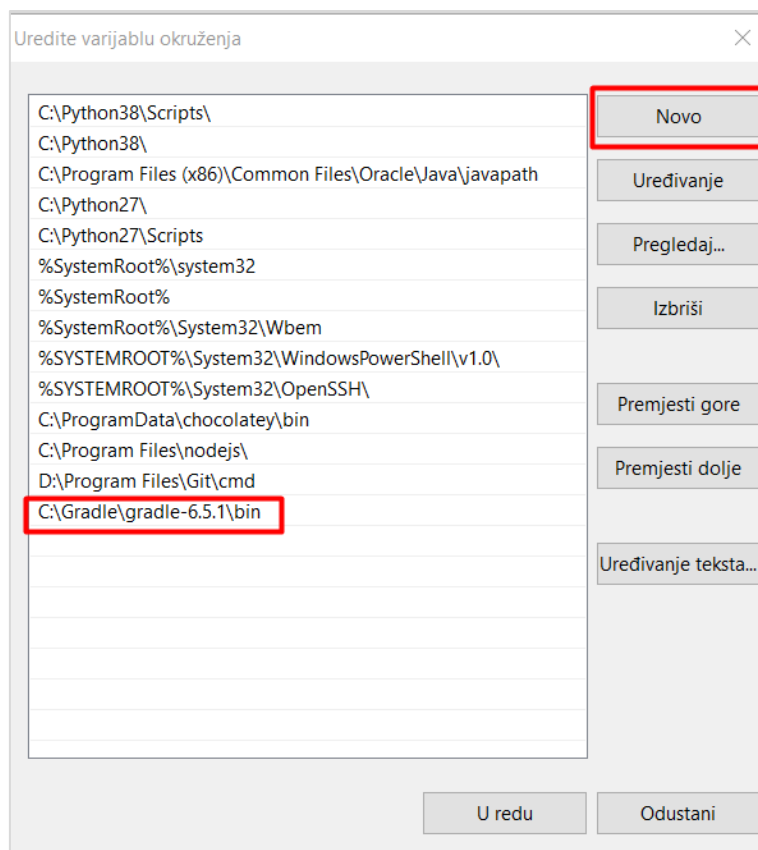 Uredite varijablu okruženja
C:\Python38\Scripts\
C:\Python38\
C:\Program Files (x86)\Common Files\Oracle\Java\javapath
C:\Python27\
C:\Python27\Scripts
%SystemRoot%\system32
%SystemRoot%
%SystemRoot%\System32\Wbem
%SYSTEMROOT%\System32\WindowsPowerShell\v1.0\
%SYSTEMROOT%\System32\OpenSSH\
C:\ProgramData\chocolatey\bin
C:\Program Files\nodejs\
D:\Program Files\Git\cmd
C:\Gradle\gradle-6.5.1\bin
Novo
Uređivanje
Pregledaj...
Izbriši
Premjesti gore
Premjesti dolje
Uređivanje teksta...
U redu
Odustani